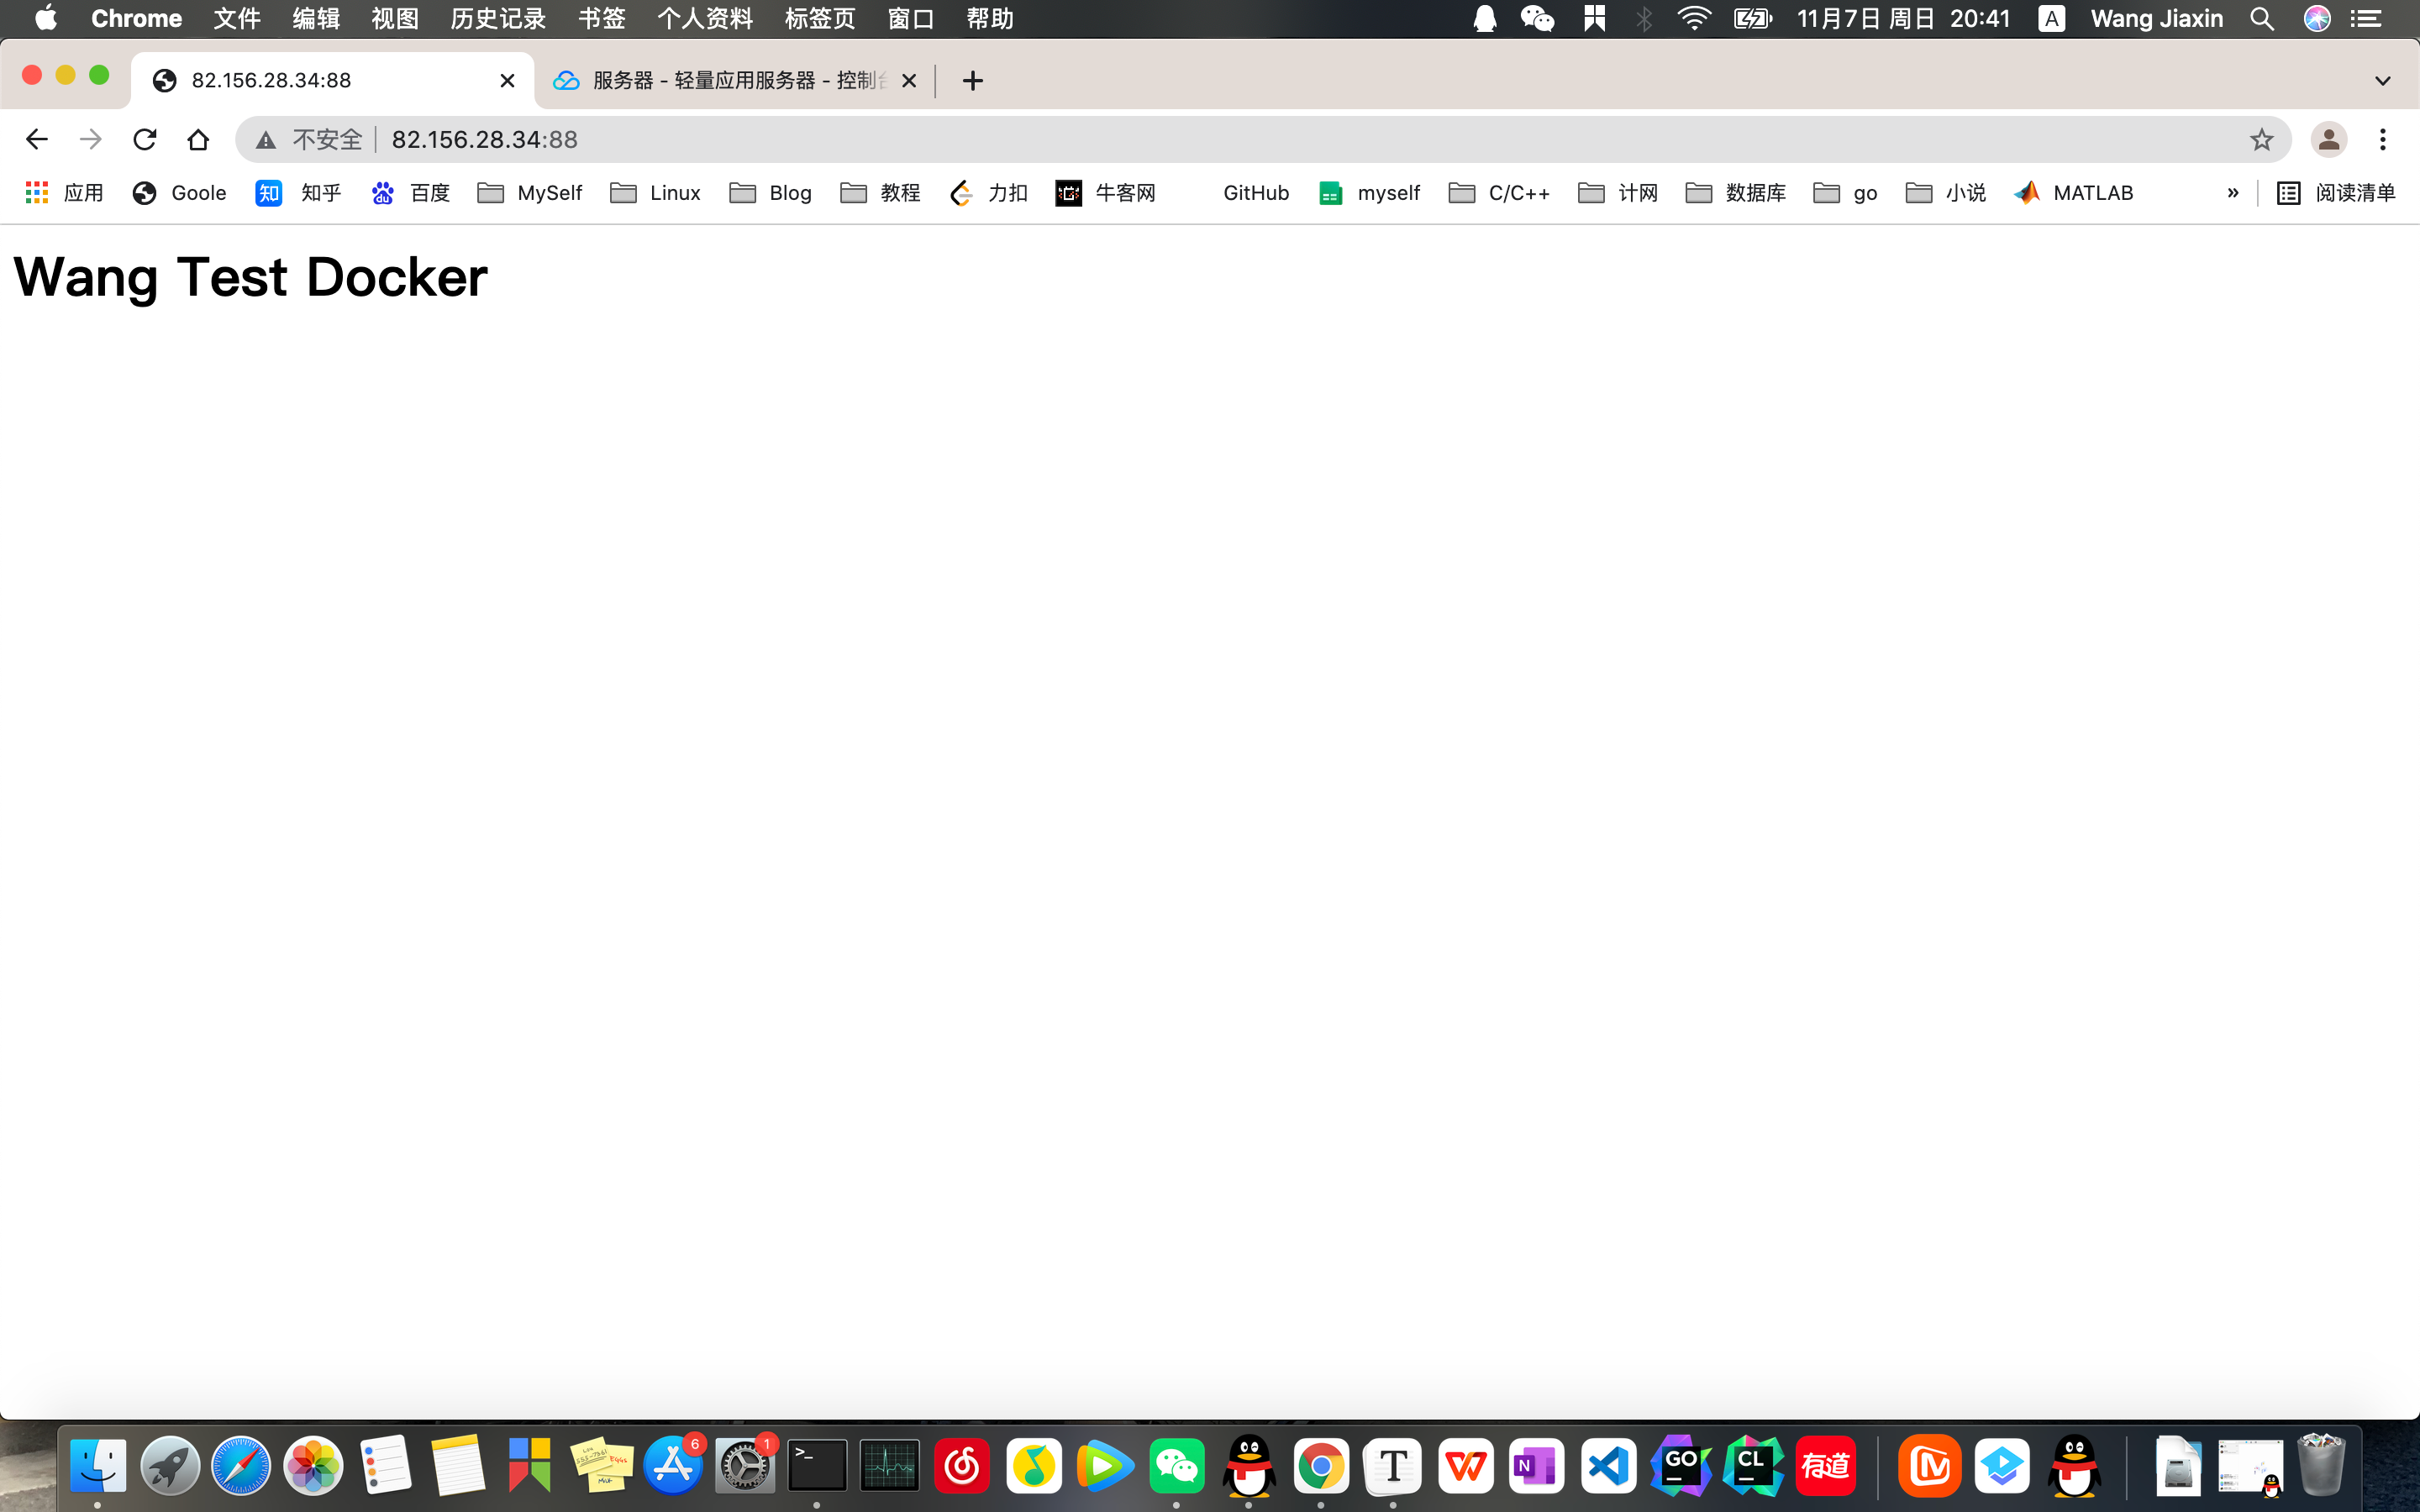 Chrome 文件 编辑 视图 历史记录 书签 个人资料 标签页 窗口 帮助 11月7日 周日 20:41 A Wang Jiaxin
82.156.28.34:88 服务器 - 轻量应用服务器 - 控制
不安全 82.156.28.34:88
应用 Goole 知 知乎 du 百度 MySelf Linux Blog 教程 力扣 牛客网 GitHub myself C/C++ 计网 数据库 go 小说 MATLAB » 阅读清单
Wang Test Docker
6 1 >_ T W N GO CL 有道